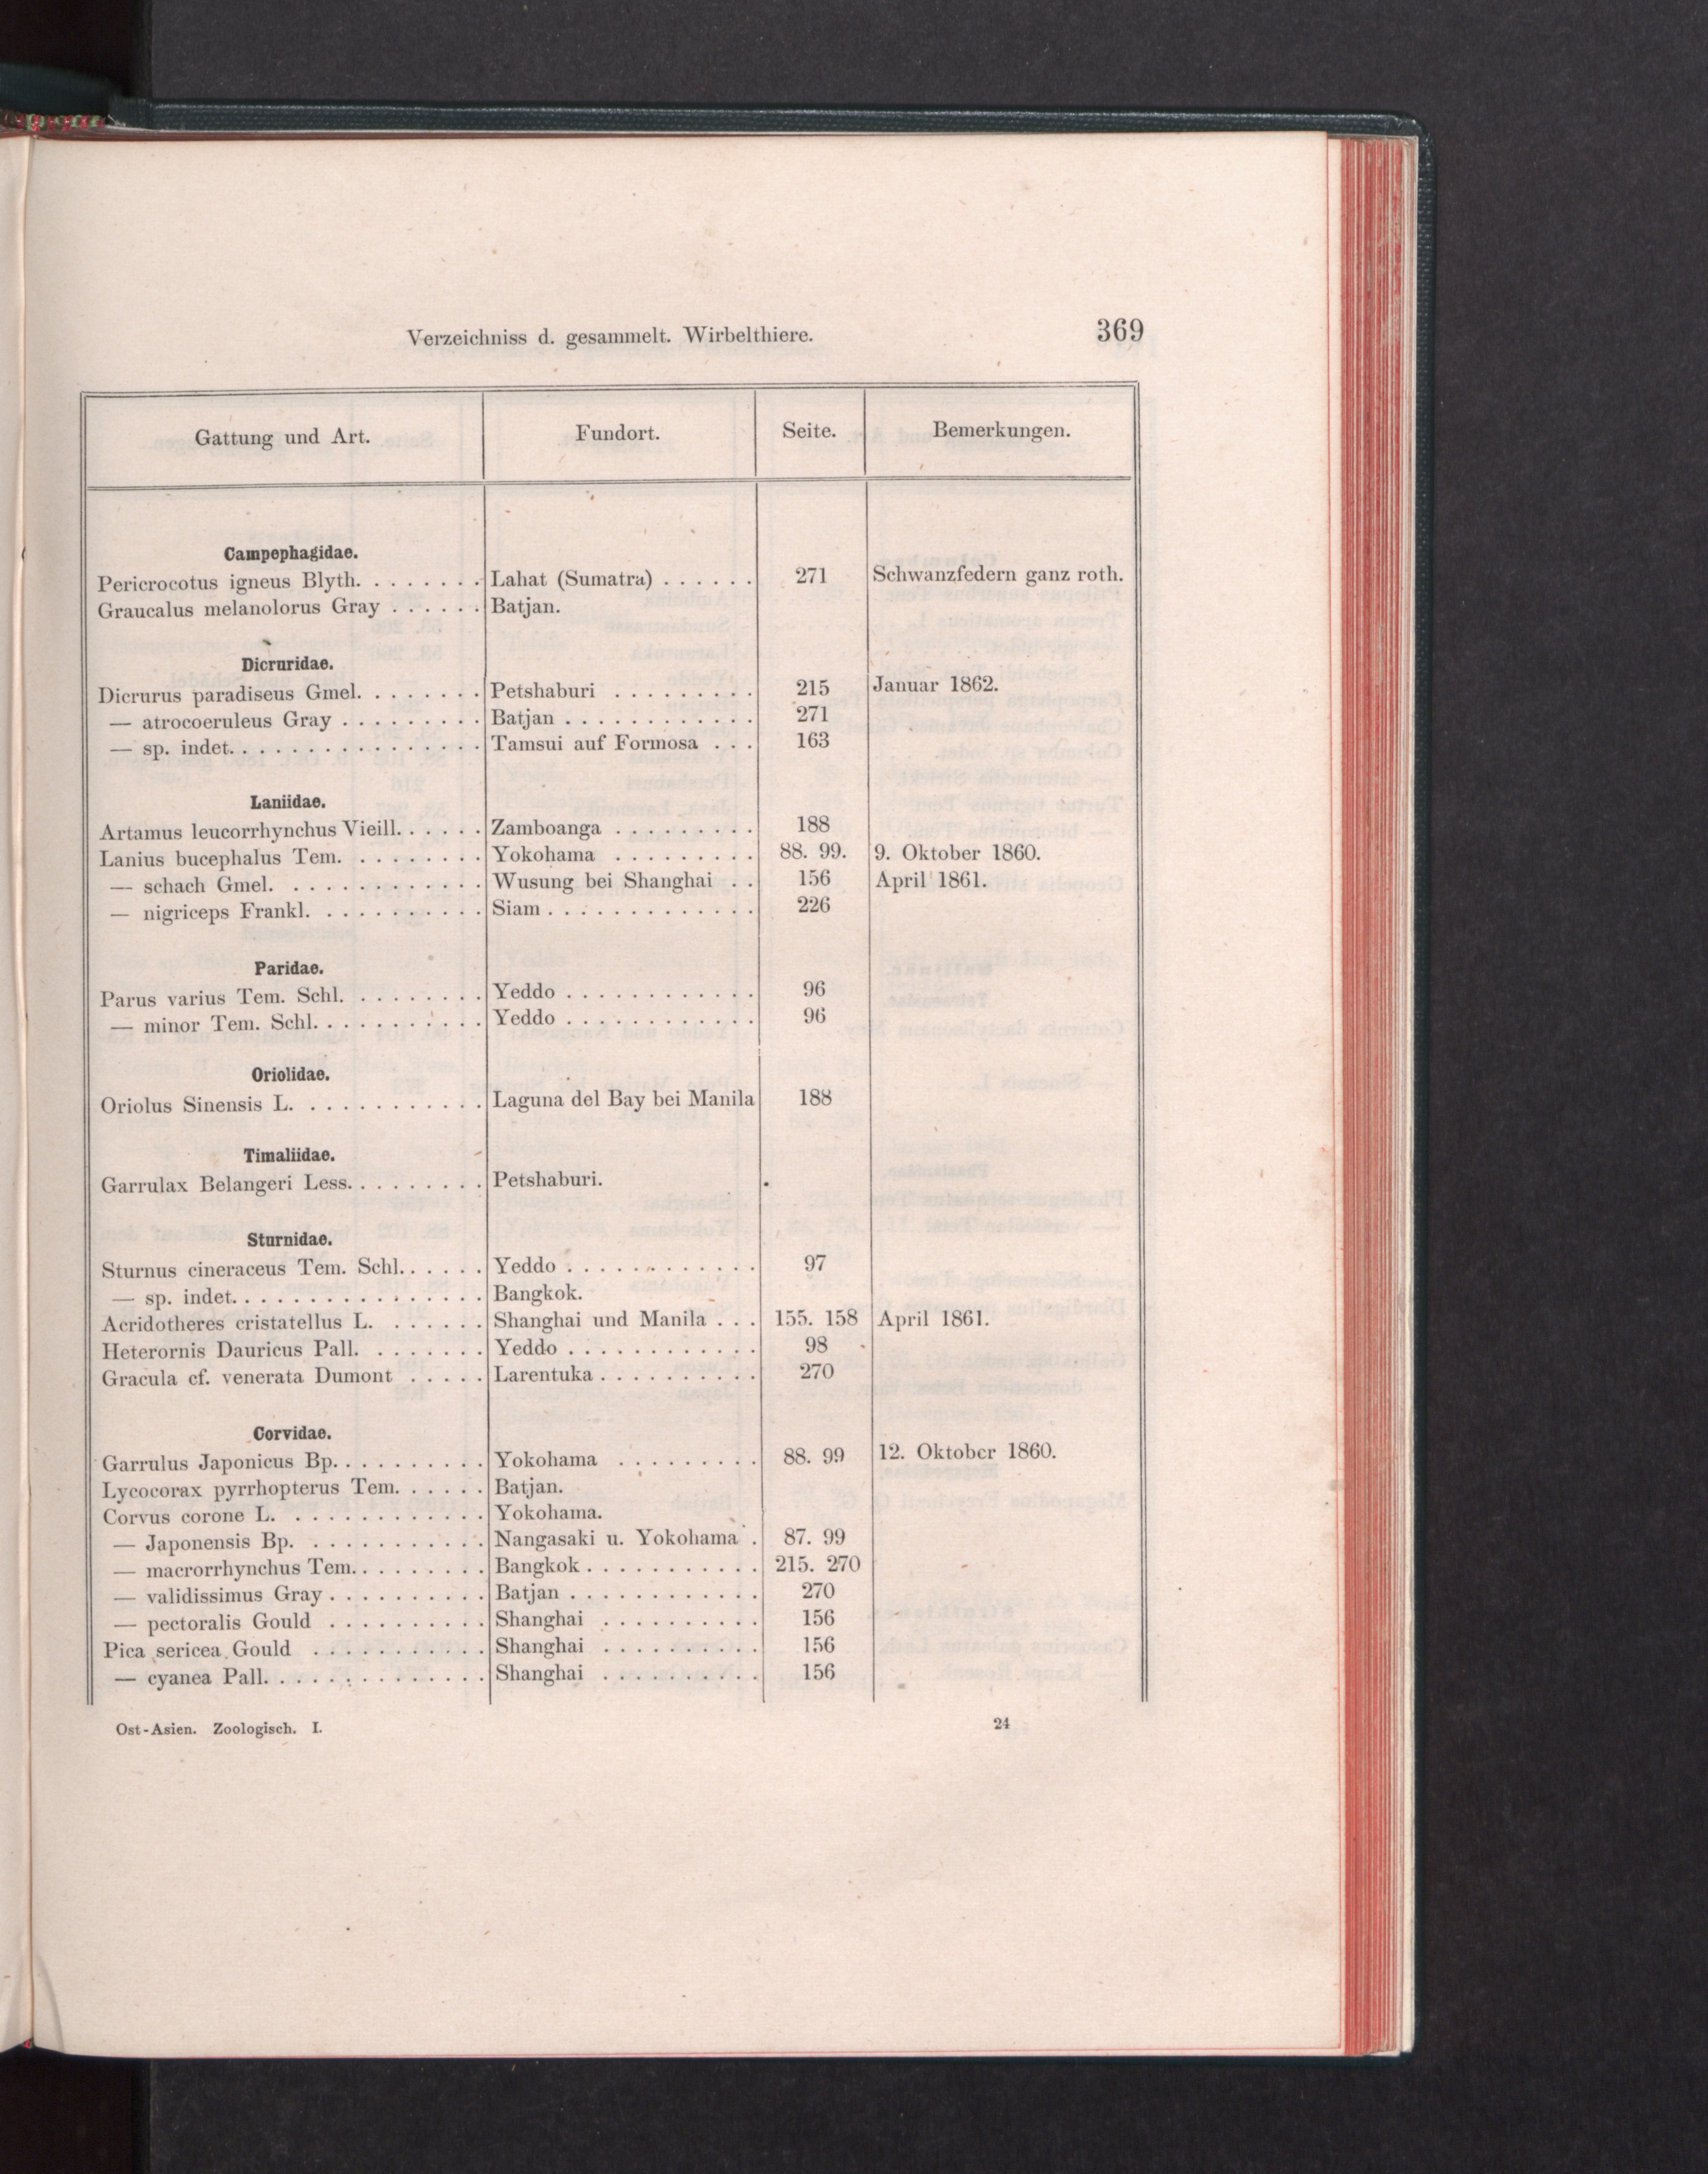 Verzeichniss d. gesammelt. Wirbelthiere. 369
Gattung und Art. Fundort. Seite. Bemerkungen.
Campephagidae.
Pericrocotus igneus Blyth. . . . . . . . Lahat (Sumatra) . . . . . . 271 Schwanzfedern ganz roth.
Graucalus melanolorus Gray . . . . . . Batjan.
Dicruridae.
Dicrurus paradiseus Gmel. . . . . . . . Petshaburi . . . . . . . . . 215 Januar 1862.
— atrocoeruleus Gray . . . . . . . . . Batjan . . . . . . . . . . . . 271
— sp. indet. . . . . . . . . . . . . . . . Tamsui auf Formosa . . . 163
Laniidae.
Artamus leucorrhynchus Vieill. . . . . . Zamboanga . . . . . . . . . 188
Lanius bucephalus Tem. . . . . . . . . Yokohama . . . . . . . . . 88. 99. 9. Oktober 1860.
— schach Gmel. . . . . . . . . . . . . Wusung bei Shanghai . . 156 April 1861.
— nigriceps Frankl. . . . . . . . . . . Siam . . . . . . . . . . . . . 226
Paridae.
Parus varius Tem. Schl. . . . . . . . . Yeddo . . . . . . . . . . . . 96
— minor Tem. Schl. . . . . . . . . . . Yeddo . . . . . . . . . . . . 96
Oriolidae.
Oriolus Sinensis L. . . . . . . . . . . . Laguna del Bay bei Manila 188
Timaliidae.
Garrulax Belangeri Less. . . . . . . . . Petshaburi.
Sturnidae.
Sturnus cineraceus Tem. Schl. . . . . . Yeddo . . . . . . . . . . . . 97
— sp. indet. . . . . . . . . . . . . . . . Bangkok.
Acridotheres cristatellus L. . . . . . . Shanghai und Manila . . . 155. 158 April 1861.
Heterornis Dauricus Pall. . . . . . . . Yeddo . . . . . . . . . . . . 98
Gracula cf. venerata Dumont . . . . . Larentuka . . . . . . . . . . 270
Corvidae.
Garrulus Japonicus Bp. . . . . . . . . . Yokohama . . . . . . . . . 88. 99 12. Oktober 1860.
Lycocorax pyrrhopterus Tem. . . . . . Batjan.
Corvus corone L. . . . . . . . . . . . . Yokohama.
— Japonensis Bp. . . . . . . . . . . . Nangasaki u. Yokohama . 87. 99
— macrorrhynchus Tem. . . . . . . . . Bangkok . . . . . . . . . . . 215. 270
— validissimus Gray . . . . . . . . . . Batjan . . . . . . . . . . . . 270
— pectoralis Gould . . . . . . . . . . Shanghai . . . . . . . . . . 156
Pica sericea Gould . . . . . . . . . . . Shanghai . . . . . . . . . . 156
— cyanea Pall. . . . . . . . . . . . . . Shanghai . . . . . . . . . . 156
Ost-Asien. Zoologisch. I. 24